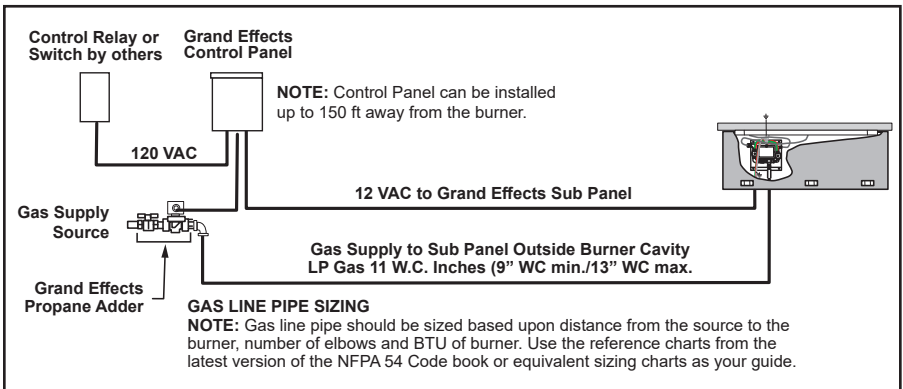 Control Relay or
Switch by others
Grand Effects
Control Panel
NOTE: Control Panel can be installed
up to 150 ft away from the burner.
120 VAC
12 VAC to Grand Effects Sub Panel
Gas Supply
Source
Gas Supply to Sub Panel Outside Burner Cavity
LP Gas 11 W.C. Inches (9” WC min./13” WC max.
Grand Effects
Propane Adder
GAS LINE PIPE SIZING
NOTE: Gas line pipe should be sized based upon distance from the source to the
burner, number of elbows and BTU of burner. Use the reference charts from the
latest version of the NFPA 54 Code book or equivalent sizing charts as your guide.